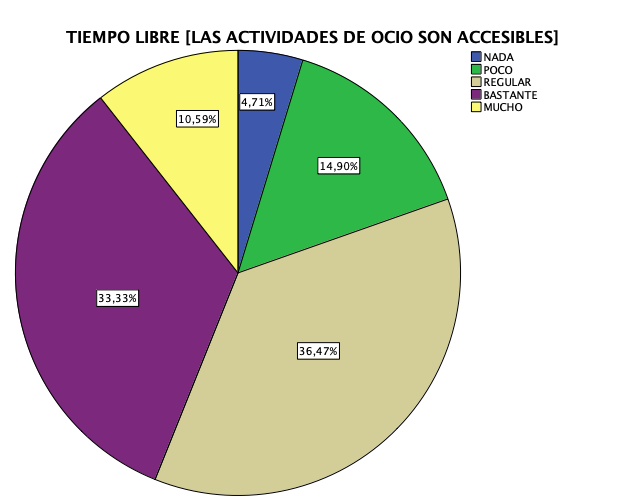 TIEMPO LIBRE [LAS ACTIVIDADES DE OCIO SON ACCESIBLES]
NADA
POCO
REGULAR
BASTANTE
MUCHO
4,71%
10,59%
14,90%
33,33%
36,47%